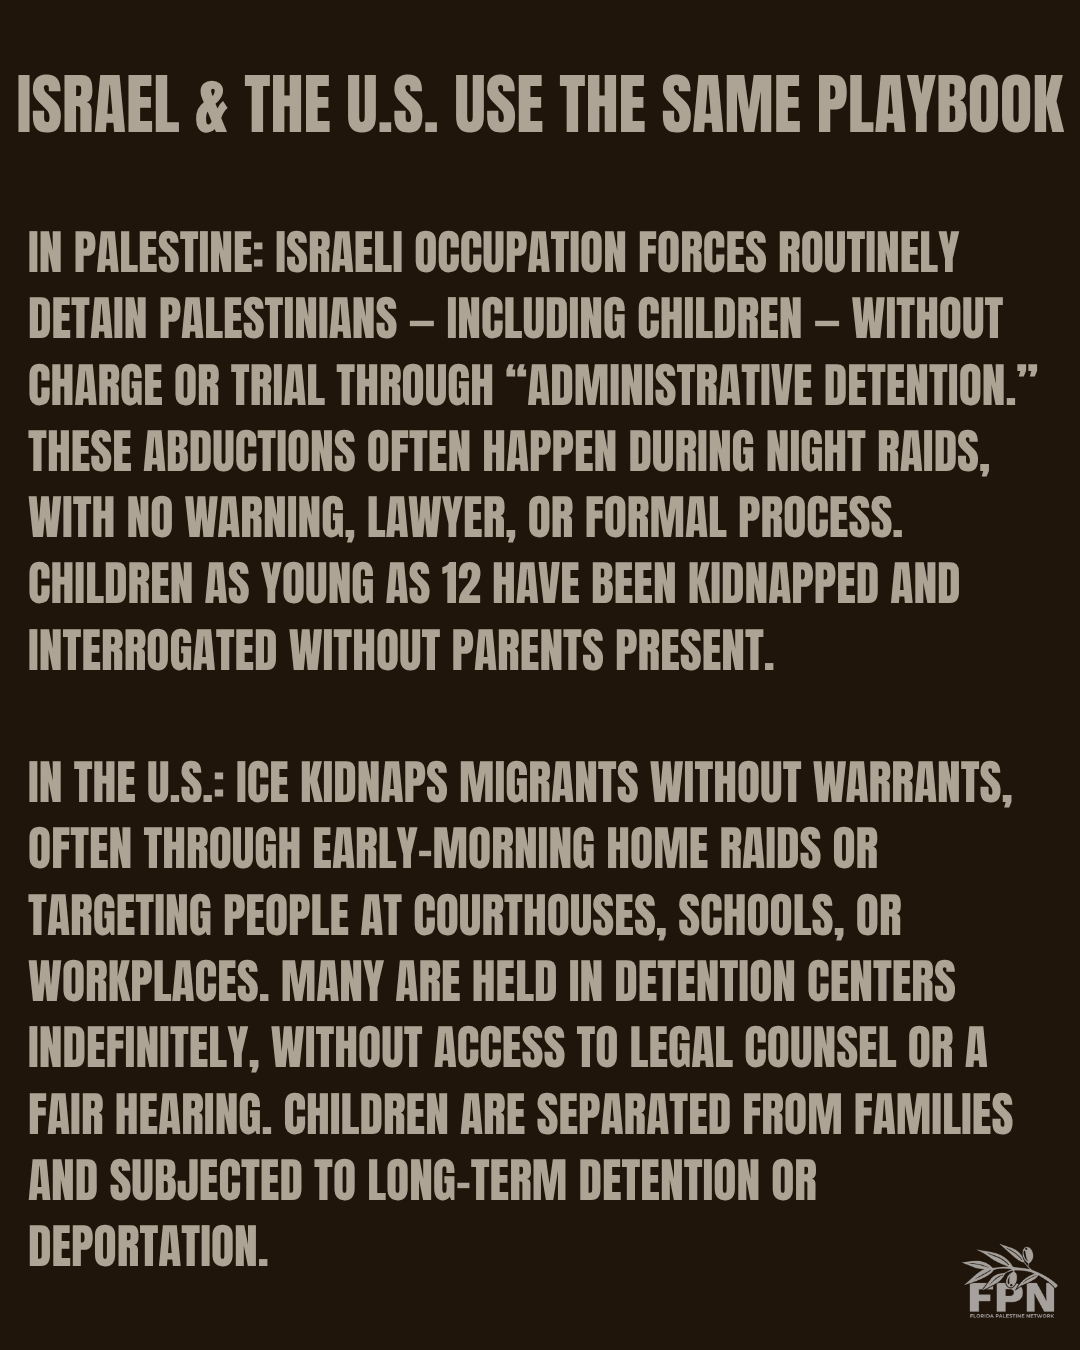 ISRAEL & THE U.S. USE THE SAME PLAYBOOK
IN PALESTINE: ISRAELI OCCUPATION FORCES ROUTINELY
DETAIN PALESTINIANS – INCLUDING CHILDREN – WITHOUT
CHARGE OR TRIAL THROUGH “ADMINISTRATIVE DETENTION.”
THESE ABDUCTIONS OFTEN HAPPEN DURING NIGHT RAIDS,
WITH NO WARNING, LAWYER, OR FORMAL PROCESS.
CHILDREN AS YOUNG AS 12 HAVE BEEN KIDNAPPED AND
INTERROGATED WITHOUT PARENTS PRESENT.
IN THE U.S.: ICE KIDNAPS MIGRANTS WITHOUT WARRANTS,
OFTEN THROUGH EARLY-MORNING HOME RAIDS OR
TARGETING PEOPLE AT COURTHOUSES, SCHOOLS, OR
WORKPLACES. MANY ARE HELD IN DETENTION CENTERS
INDEFINITELY, WITHOUT ACCESS TO LEGAL COUNSEL OR A
FAIR HEARING. CHILDREN ARE SEPARATED FROM FAMILIES
AND SUBJECTED TO LONG-TERM DETENTION OR
DEPORTATION.
FPN
FLORIDA PALESTINE NETWORK